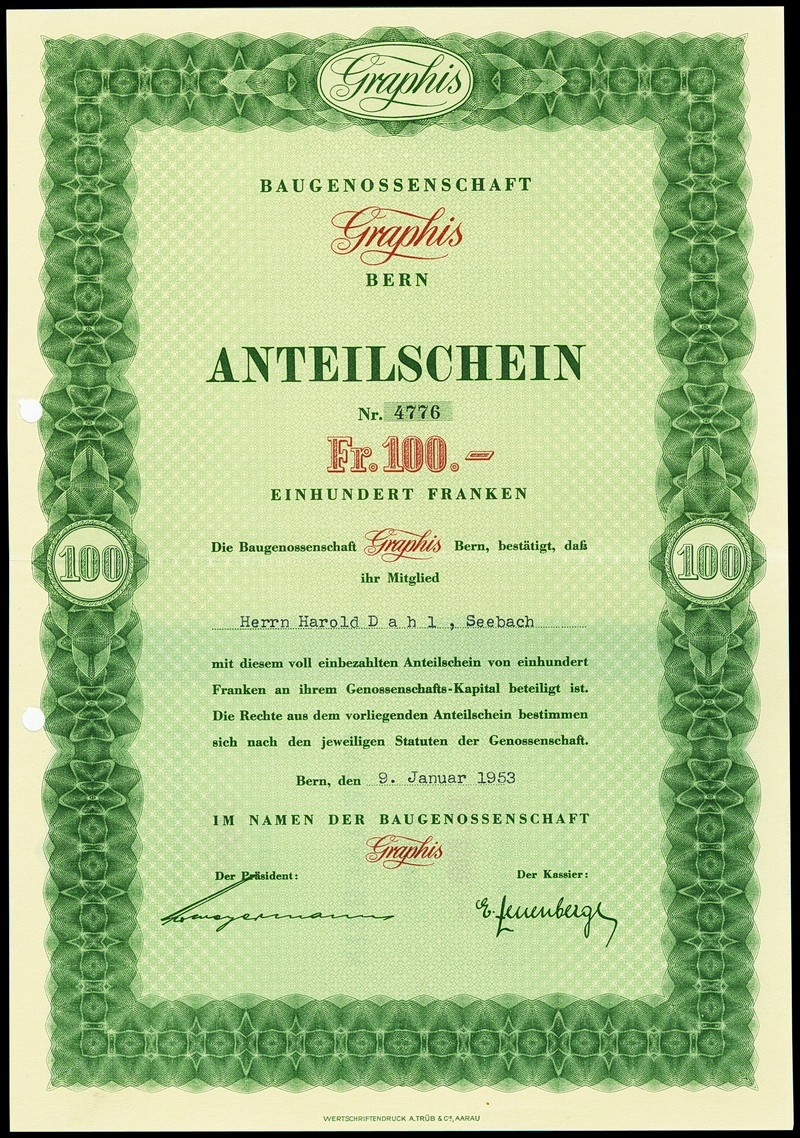 Graphis
BAUGENOSSENSCHAFT
Graphis
BERN
ANTEILSCHEIN
Nr. 4776
Fr. 100.—
EINHUNDERT FRANKEN
Die Baugenossenschaft Graphis Bern, bestätigt, daß
100 100
ihr Mitglied
Herrn Harold D a h l , Seebach
mit diesem voll einbezahlten Anteilschein von einhundert
Franken an ihrem Genossenschafts-Kapital beteiligt ist.
Die Rechte aus dem vorliegenden Anteilschein bestimmen
sich nach den jeweiligen Statuten der Genossenschaft.
Bern, den 9. Januar 1953
IM NAMEN DER BAUGENOSSENSCHAFT
Graphis
Der Präsident: Der Kassier:
E. Leuenberger
WERTSCHRIFTENDRUCK A. TRÜB & Cie, AARAU